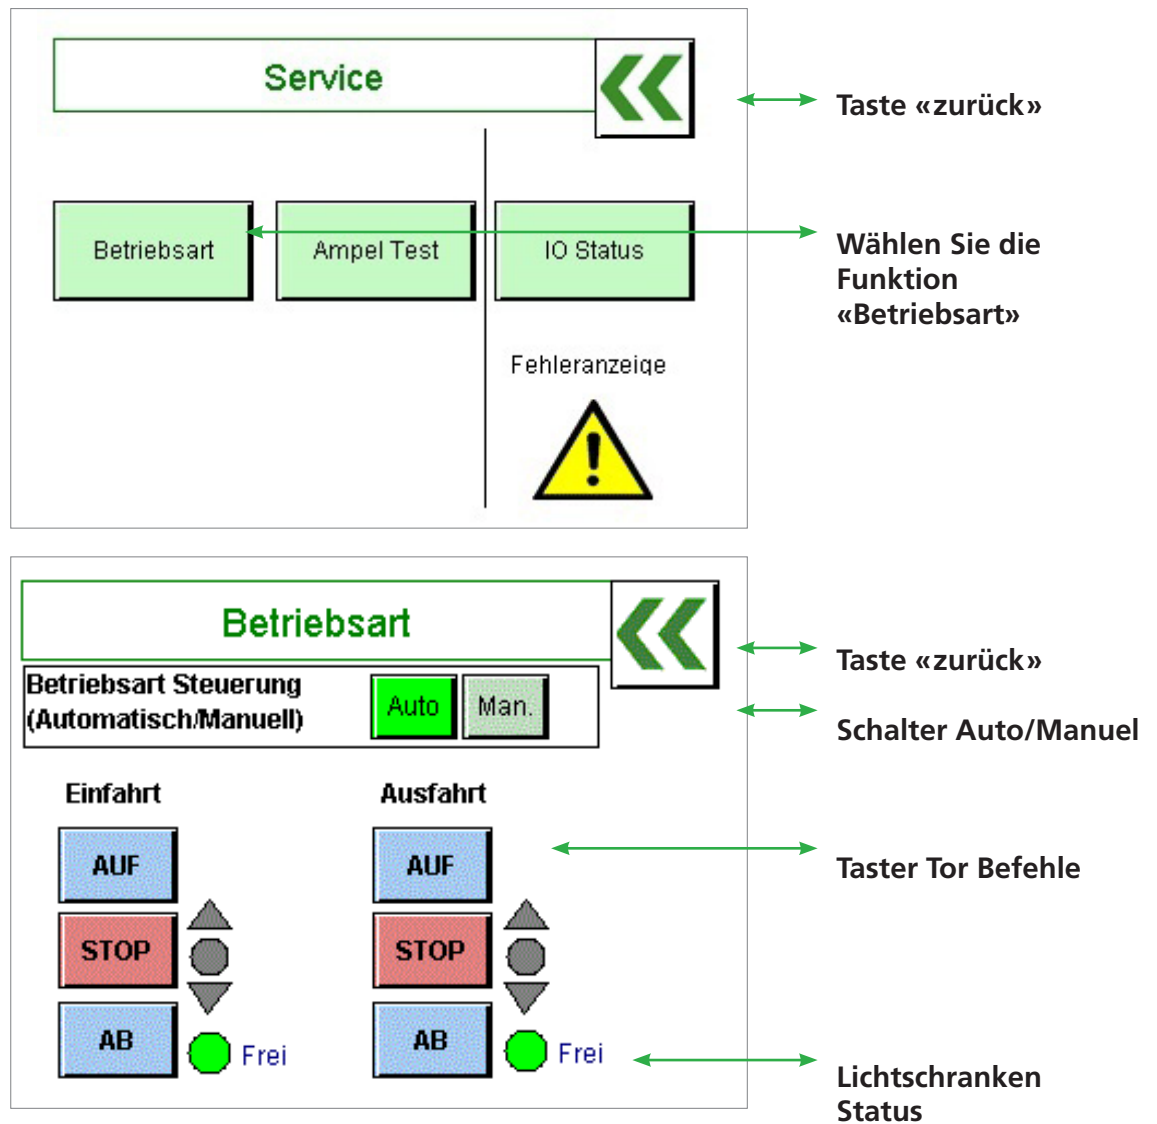 Service
Taste «zurück»
Betriebsart
Ampel Test
IO Status
Wählen Sie die
Funktion
«Betriebsart»
Fehleranzeige
Betriebsart
Taste «zurück»
Betriebsart Steuerung
(Automatisch/Manuell)
Auto
Man.
Schalter Auto/Manuel
Einfahrt
Ausfahrt
AUF
AUF
Taster Tor Befehle
STOP
STOP
AB
Frei
AB
Frei
Lichtschranken
Status